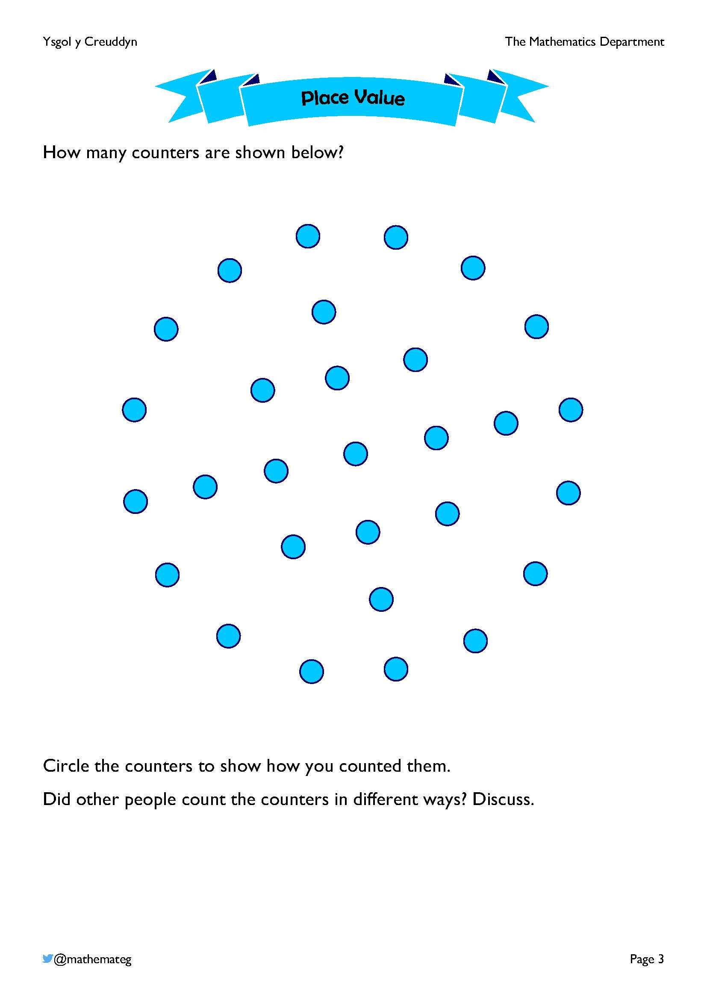 Ysgol y Creuddyn
The Mathematics Department
Place Value
How many counters are shown below?
Circle the counters to show how you counted them.
Did other people count the counters in different ways? Discuss.
@mathemateg
Page 3